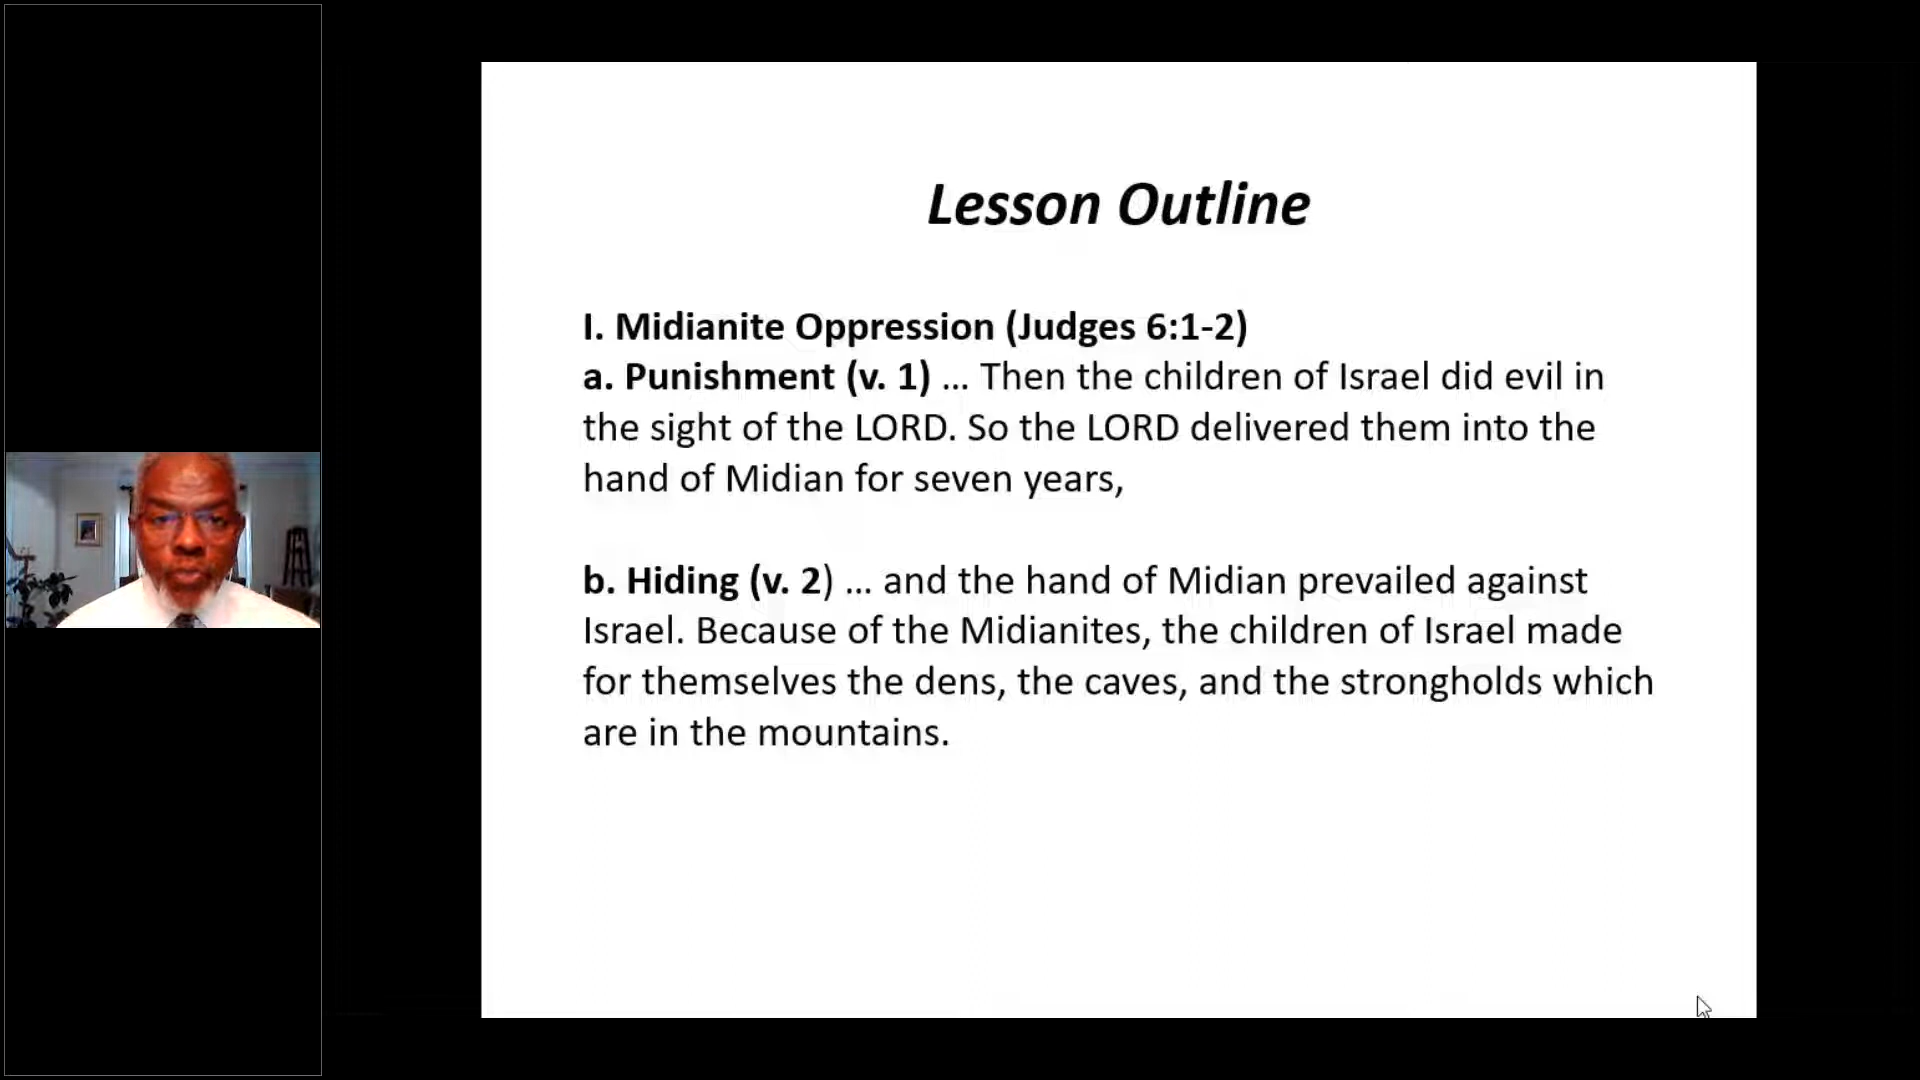 Lesson Outline
I. Midianite Oppression (Judges 6:1-2)
a. Punishment (v. 1) ... Then the children of Israel did evil in
the sight of the LORD. So the LORD delivered them into the
hand of Midian for seven years,
b. Hiding (v. 2) ... and the hand of Midian prevailed against
Israel. Because of the Midianites, the children of Israel made
for themselves the dens, the caves, and the strongholds which
are in the mountains.